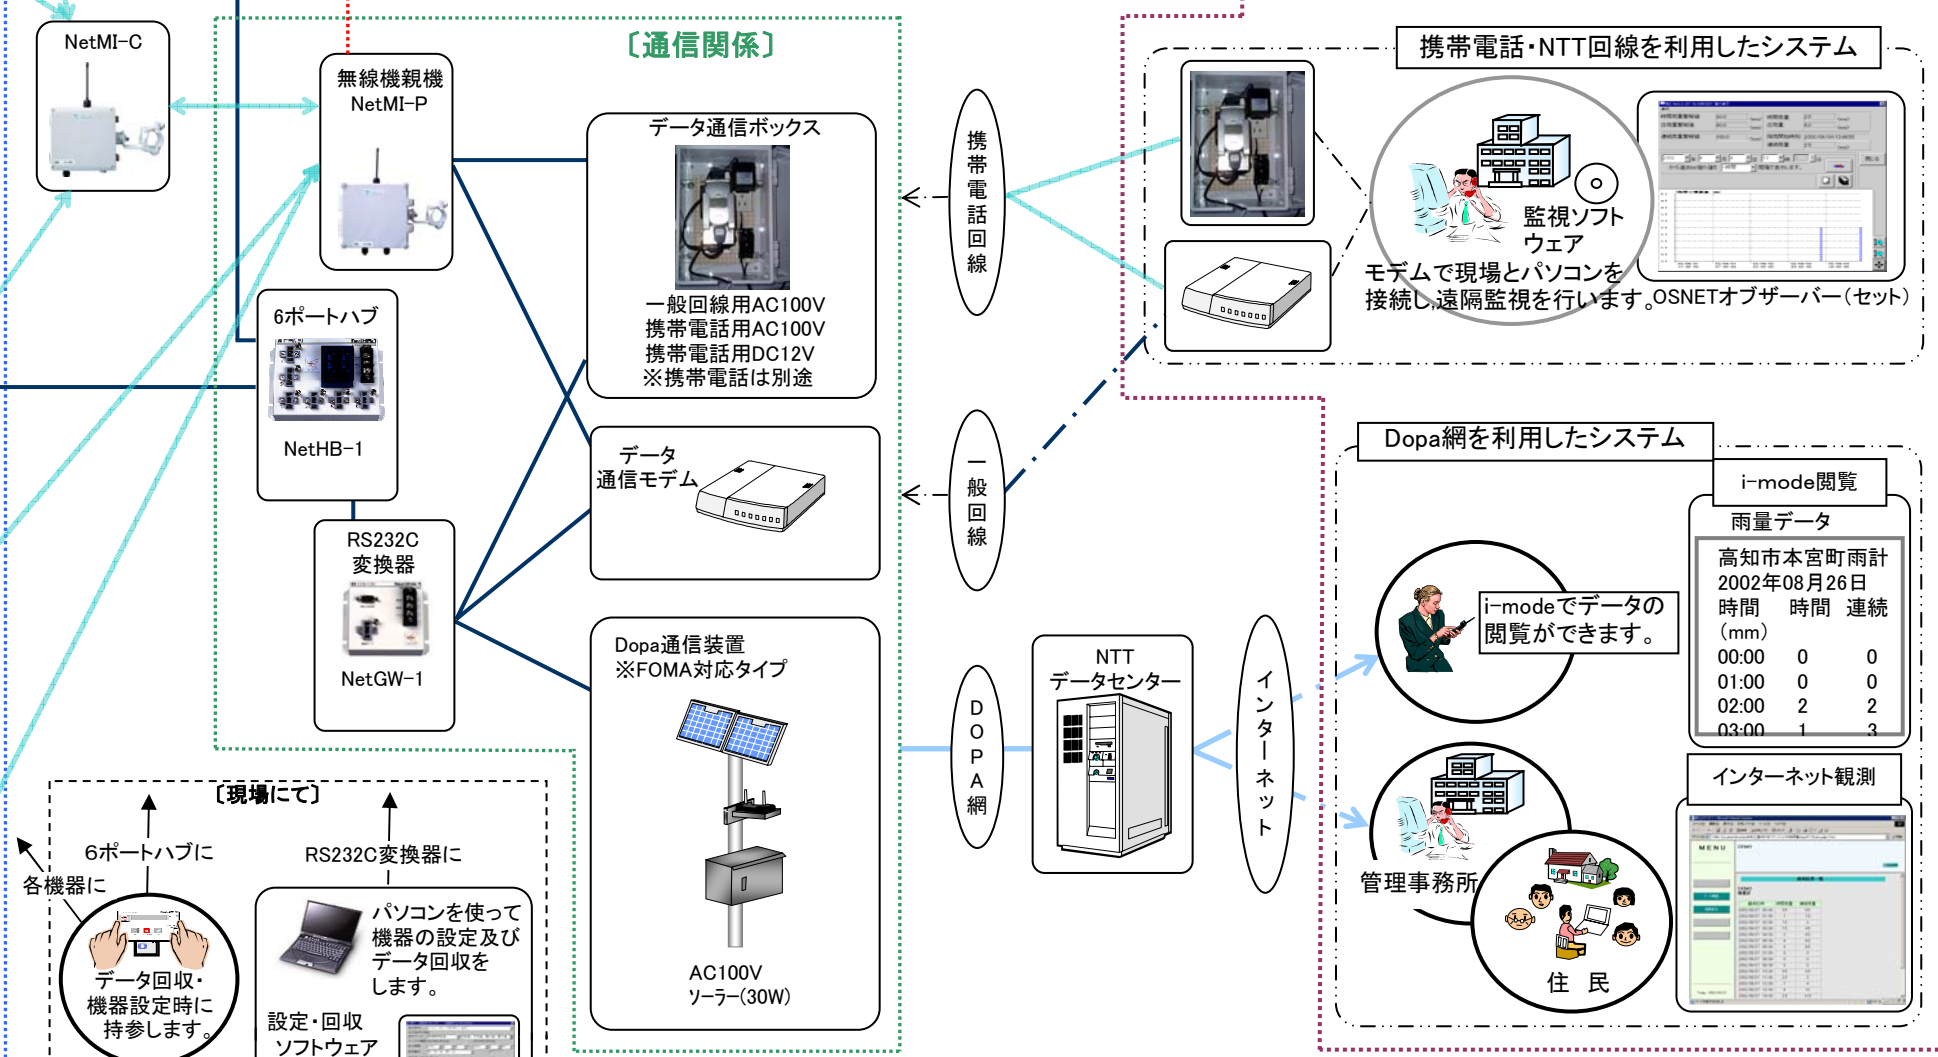 NetMI-C
〔通信関係〕
無線機親機
NetMI-P
データ通信ボックス
一般回線用AC100V
携帯電話用AC100V
携帯電話用DC12V
※携帯電話は別途
6ポートハブ
NetHB-1
データ
通信モデム
RS232C
変換器
NetGW-1
Dopa通信装置
※FOMA対応タイプ
AC100V
ソーラー(30W)
〔現場にて〕
6ポートハブに
RS232C変換器に
各機器に
データ回収・
機器設定時に
持参します。
パソコンを使って
機器の設定及び
データ回収を
します。
設定・回収
ソフトウェア
携帯電話回線
一般回線
DOPA網
NTT
データセンター
インターネット
携帯電話・NTT回線を利用したシステム
監視ソフト
ウェア
モデムで現場とパソコンを
接続し遠隔監視を行います。
OSNETオブザーバー(セット)
Dopa網を利用したシステム
i-mode閲覧
雨量データ
高知市本宮町雨計
2002年08月26日
時間 時間 連続
(mm)
00:00 0 0
01:00 0 0
02:00 2 2
03:00 1 3
i-modeでデータの
閲覧ができます。
インターネット観測
MENU
管理事務所
住 民